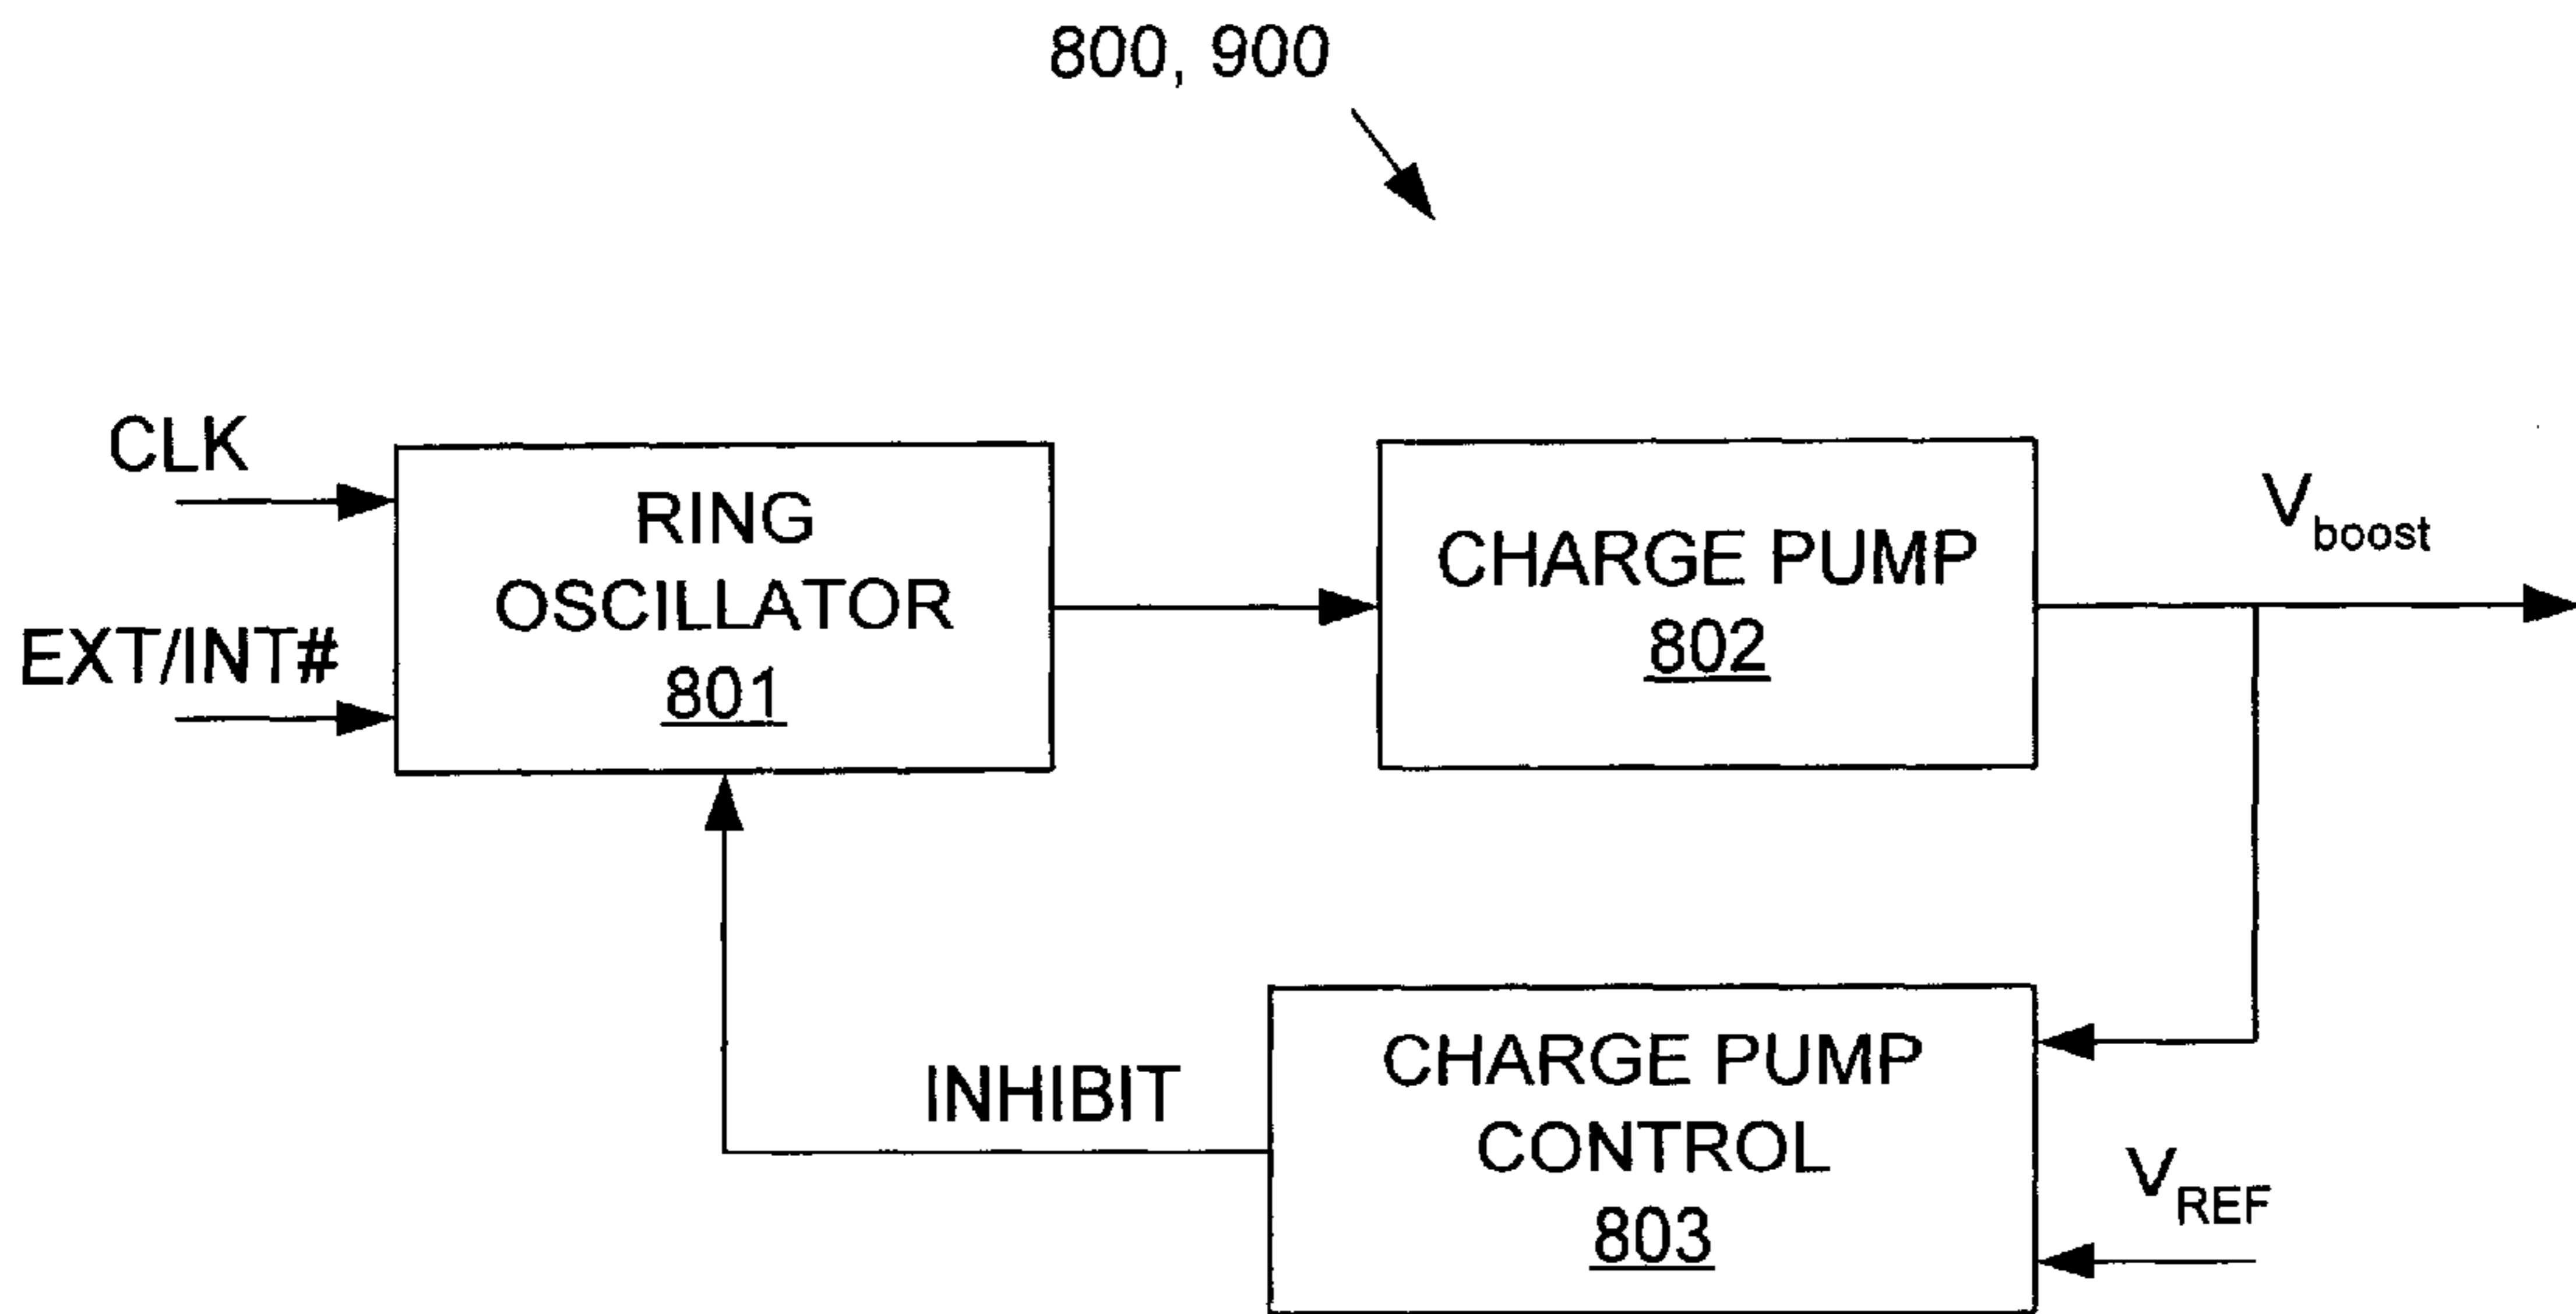 800, 900
CLK
EXT/INT#
RING
OSCILLATOR
801
CHARGE PUMP
802
Vboost
INHIBIT
CHARGE PUMP
CONTROL
803
VREF